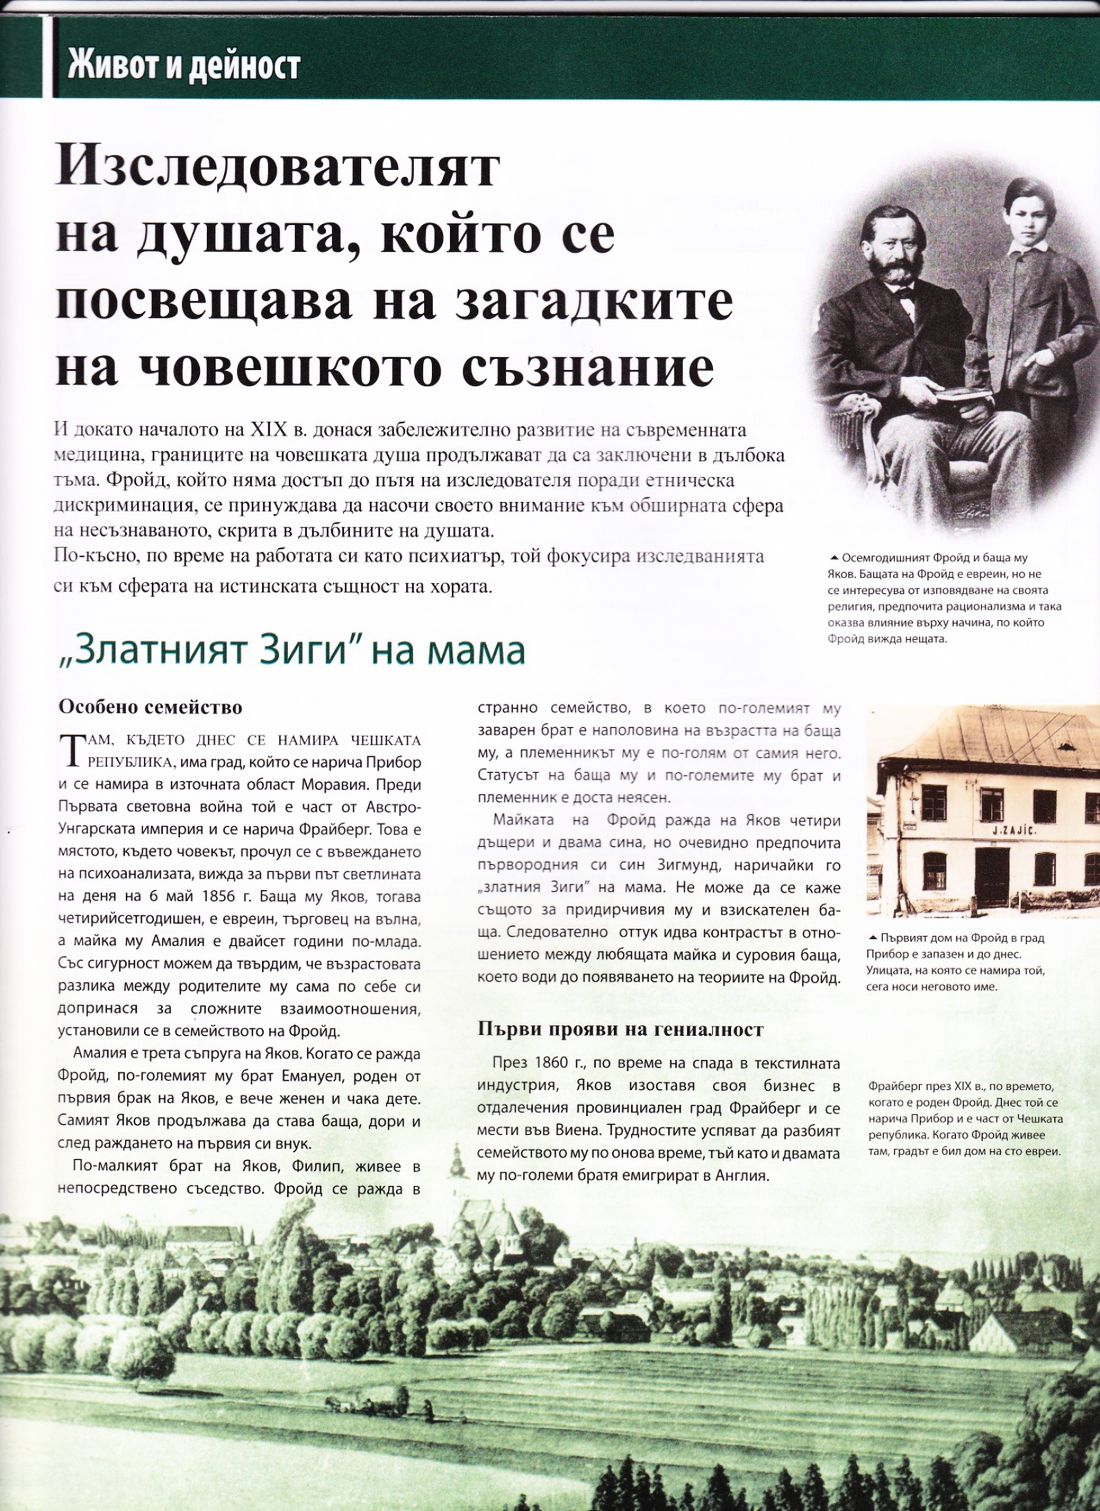 Живот и дейност
Изследователят
на душата, който се
посвещава на загадките
на човешкото съзнание
И докато началото на XIX в. донася забележително развитие на съвременната
медицина, границите на човешката душа продължават да са заключени в дълбока
тъма. Фройд, който няма достъп до пътя на изследователя поради етническа
дискриминация, се принуждава да насочи своето внимание към обширната сфера
на несъзнаваното, скрита в дълбините на душата.
По-късно, по време на работата си като психиатър, той фокусира изследванията
си към сферата на истинската същност на хората.
▲ Осемгодишният Фройд и баща му
Яков. Бащата на Фройд е евреин, но не
се интересува от изповядване на своята
религия, предпочита рационализма и така
оказва влияние върху начина, по който
Фройд вижда нещата.
„Златният Зиги” на мама
Особено семейство
ТАМ, КЪДЕТО ДНЕС СЕ НАМИРА ЧЕШКАТА
РЕПУБЛИКА, има град, който се нарича Прибор
и се намира в източната област Моравия. Преди
Първата световна война той е част от Австро-
Унгарската империя и се нарича Фрайберг. Това е
мястото, където човекът, прочул се с въвеждането
на психоанализата, вижда за първи път светлината
на деня на 6 май 1856 г. Баща му Яков, тогава
четирийсетгодишен, е евреин, търговец на вълна,
а майка му Амалия е двайсет години по-млада.
Със сигурност можем да твърдим, че възрастовата
разлика между родителите му сама по себе си
допринася за сложните взаимоотношения,
установили се в семейството на Фройд.
Амалия е трета съпруга на Яков. Когато се ражда
Фройд, по-големият му брат Емануел, роден от
първия брак на Яков, е вече женен и чака дете.
Самият Яков продължава да става баща, дори и
след раждането на първия си внук.
По-малкият брат на Яков, Филип, живее в
непосредствено съседство. Фройд се ражда в
странно семейство, в което по-големият му
заварен брат е наполовина на възрастта на баща
му, а племенникът му е по-голям от самия него.
Статусът на баща му и по-големите му брат и
племенник е доста неясен.
Майката на Фройд ражда на Яков четири
дъщери и двама сина, но очевидно предпочита
първородния си син Зигмунд, наричайки го
„златния Зиги” на мама. Не може да се каже
същото за придирчивия му и взискателен ба-
ща. Следователно оттук идва контрастът в отно-
шението между любящата майка и суровия баща,
което води до появяването на теориите на Фройд.
Първи прояви на гениалност
През 1860 г., по време на спада в текстилната
индустрия, Яков изоставя своя бизнес в
отдалечения провинциален град Фрайберг и се
мести във Виена. Трудностите успяват да разбият
семейството му по онова време, тъй като и двамата
му по-големи братя емигрират в Англия.
J. ZAJÍC.
▲ Първият дом на Фройд в град
Прибор е запазен и до днес.
Улицата, на която се намира той,
сега носи неговото име.
Фрайберг през XIX в., по времето,
когато е роден Фройд. Днес той се
нарича Прибор и е част от Чешката
република. Когато Фройд живее
там, градът е бил дом на сто евреи.